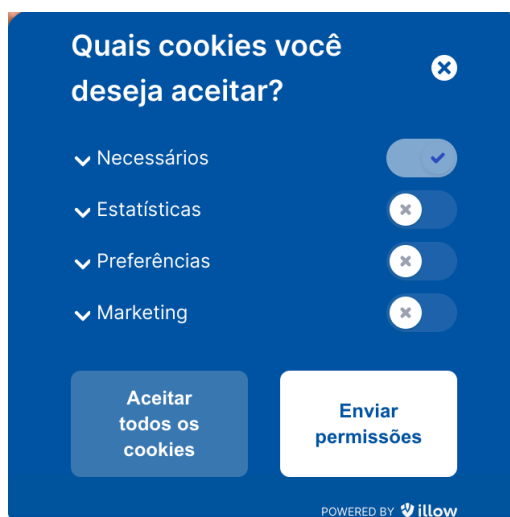 Quais cookies você
deseja aceitar?
Necessários
Estatísticas
Preferências
Marketing
Aceitar
todos os
cookies
Enviar
permissões
POWERED BY illow